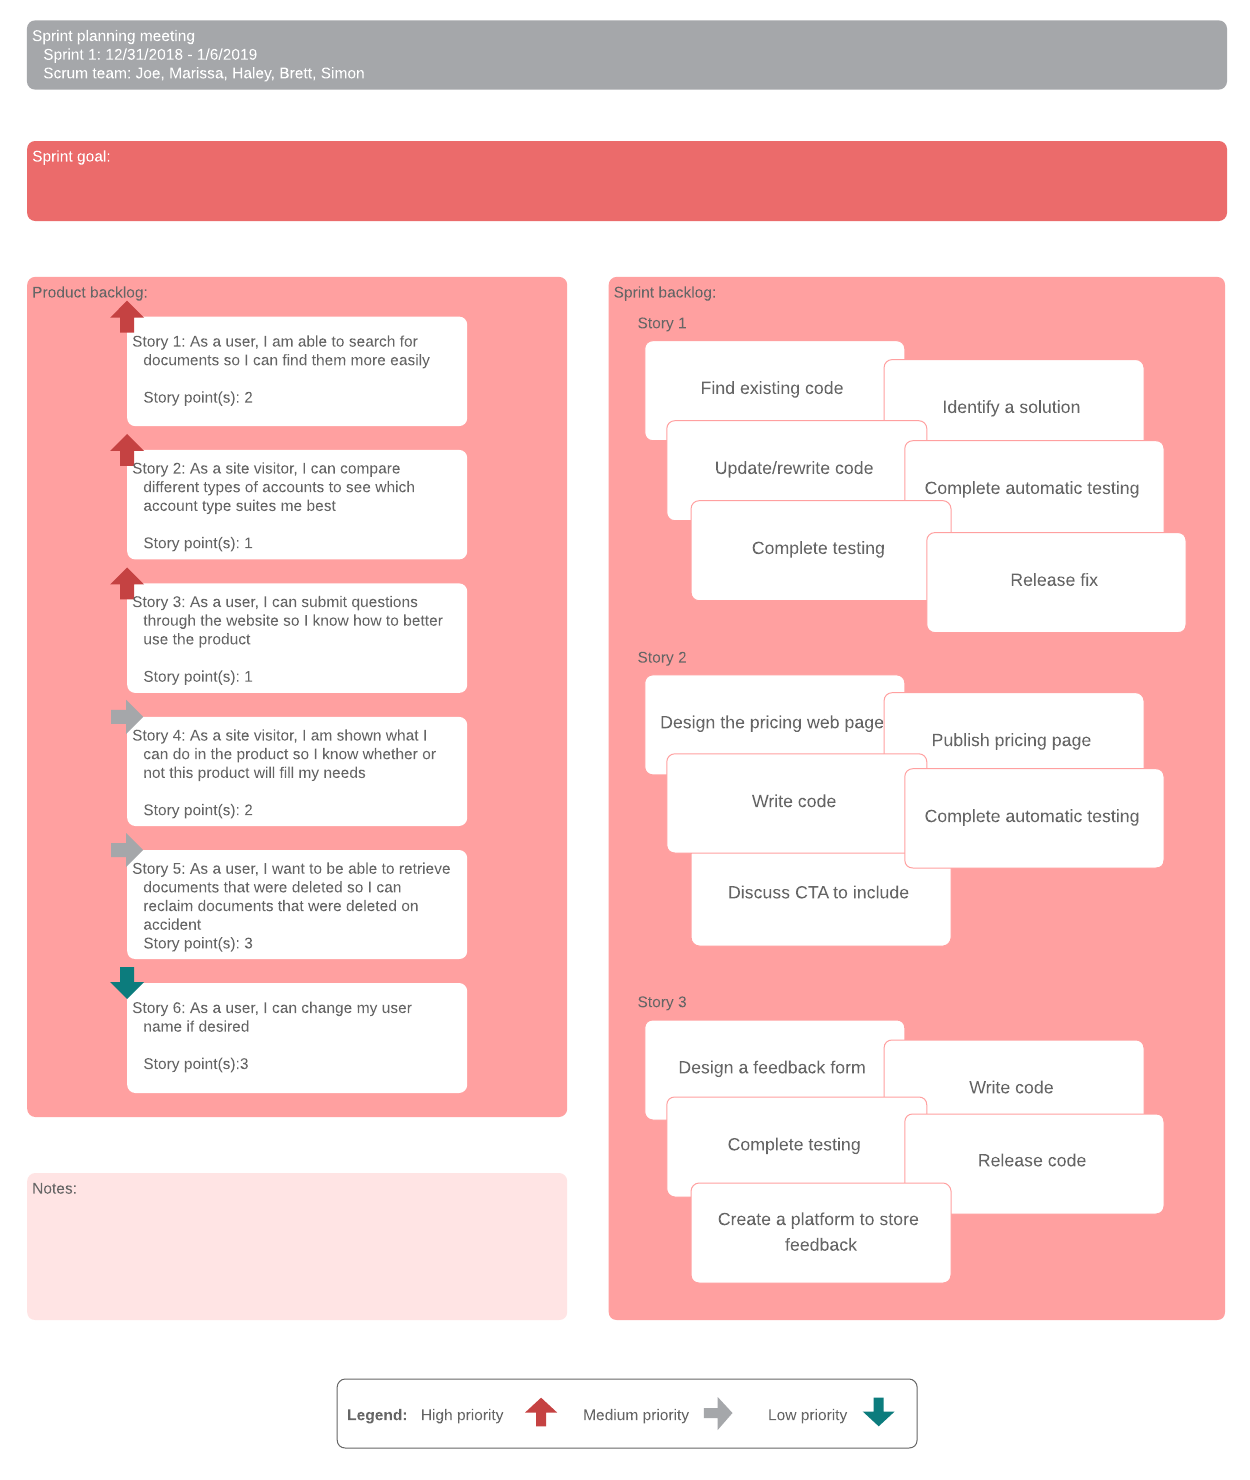 Sprint planning meeting
Sprint 1: 12/31/2018 - 1/6/2019
Scrum team: Joe, Marissa, Haley, Brett, Simon
Sprint goal:
Product backlog:
Story 1: As a user, I am able to search for
documents so I can find them more easily
Story point(s): 2
Story 2: As a site visitor, I can compare
different types of accounts to see which
account type suites me best
Story point(s): 1
Story 3: As a user, I can submit questions
through the website so I know how to better
use the product
Story point(s): 1
Story 4: As a site visitor, I am shown what I
can do in the product so I know whether or
not this product will fill my needs
Story point(s): 2
Story 5: As a user, I want to be able to retrieve
documents that were deleted so I can
reclaim documents that were deleted on
accident
Story point(s): 3
Story 6: As a user, I can change my user
name if desired
Story point(s):3
Notes:
Sprint backlog:
Story 1
Find existing code
Identify a solution
Update/rewrite code
Complete automatic testing
Complete testing
Release fix
Story 2
Design the pricing web page
Publish pricing page
Write code
Complete automatic testing
Discuss CTA to include
Story 3
Design a feedback form
Write code
Complete testing
Release code
Create a platform to store
feedback
Legend: High priority Medium priority Low priority